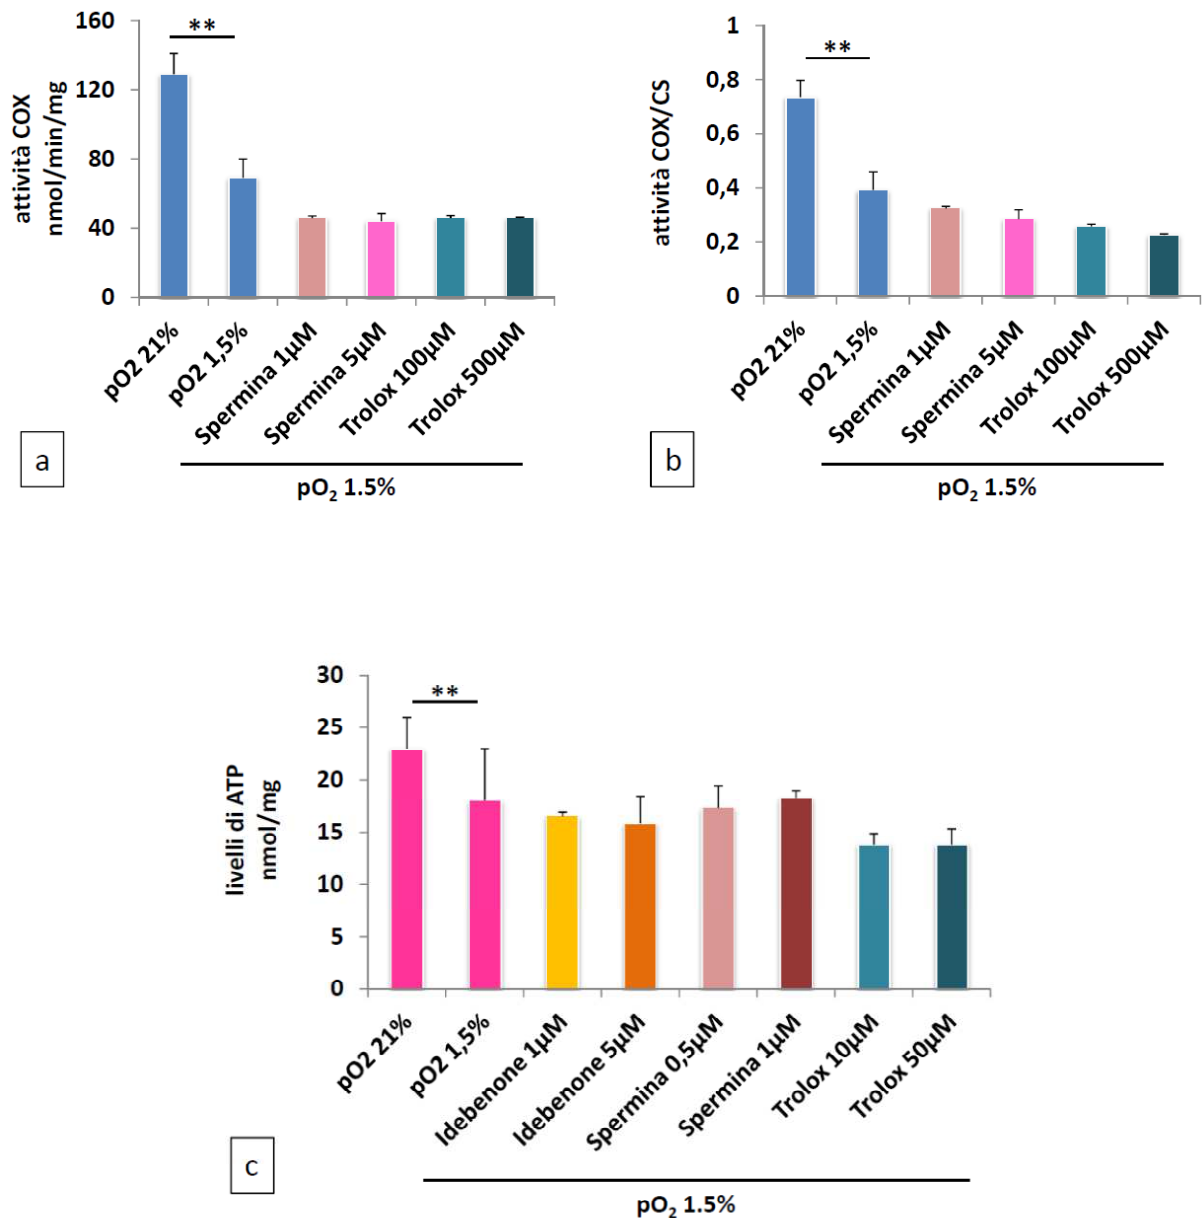 160
120
80
40
0
attività COX
nmol/min/mg
**
pO2 21%
pO2 1,5%
Spermina 1µM
Spermina 5µM
Trolox 100µM
Trolox 500µM
a
pO₂ 1.5%
1
0,8
0,6
0,4
0,2
0
attività COX/CS
**
pO2 21%
pO2 1,5%
Spermina 1µM
Spermina 5µM
Trolox 100µM
Trolox 500µM
b
pO₂ 1.5%
30
25
20
15
10
5
0
livelli di ATP
nmol/mg
**
pO2 21%
pO2 1,5%
Idebenone 1µM
Idebenone 5µM
Spermina 0,5µM
Spermina 1µM
Trolox 10µM
Trolox 50µM
c
pO₂ 1.5%